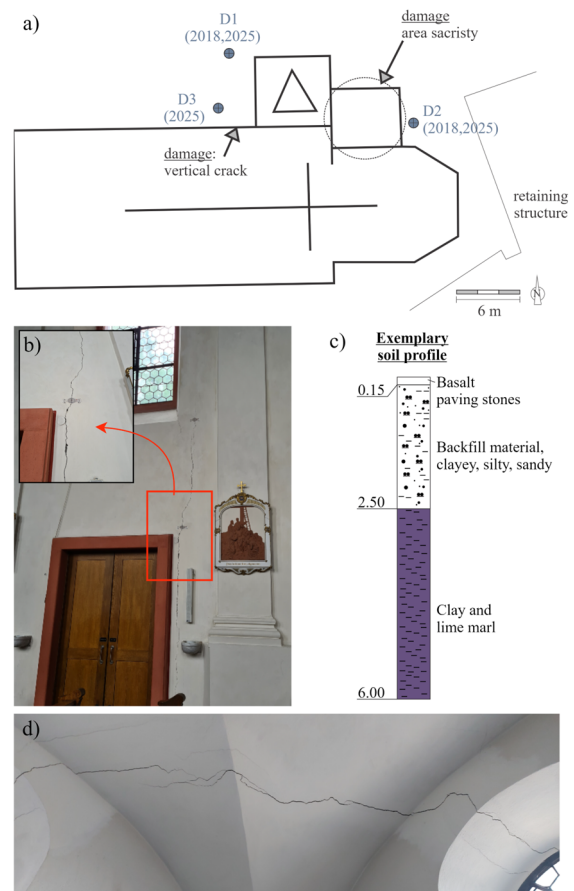 a)
D1
(2018,2025)
damage
area sacristy
D3
(2025)
D2
(2018,2025)
damage:
vertical crack
retaining
structure
N
6 m
b)
c)
Exemplary
soil profile
0.15
Basalt
paving stones
Backfill material,
clayey, silty, sandy
2.50
Clay and
lime marl
6.00
d)